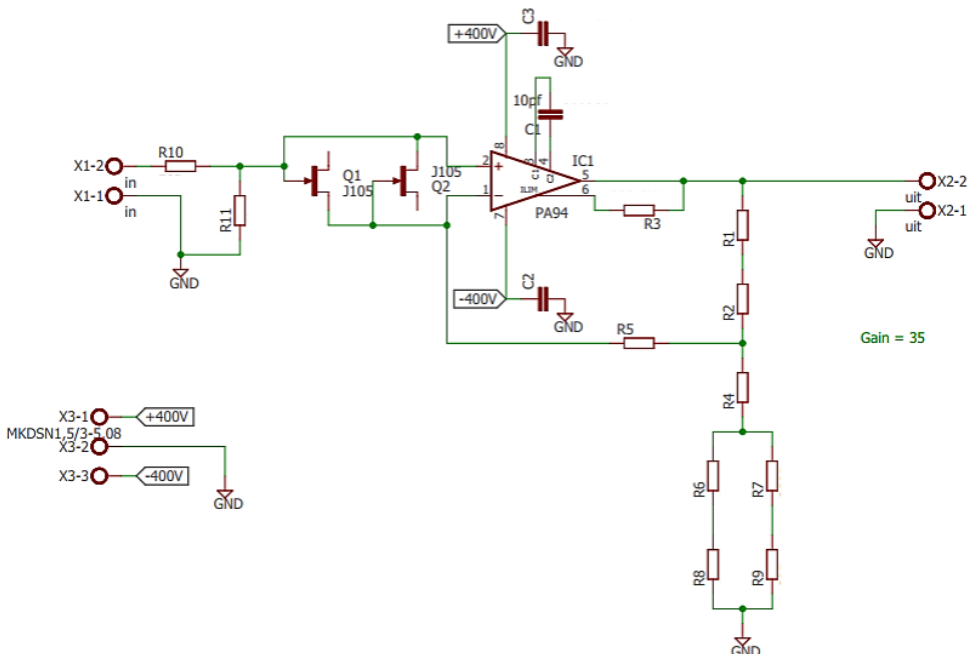 C3
+400V
GND
10pf
C1
8
3
4
C1
C2
IC1
X1-2
R10
in
X1-1
in
R11
GND
Q1
J105
J105
Q2
2
+
1
−
ILIM
5
6
7
PA94
R3
X2-2
uit
X2-1
uit
GND
R1
-400V
C2
GND
R2
R5
Gain = 35
R4
X3-1
+400V
MKDSN1,5/3-5,08
X3-2
X3-3
-400V
GND
R6
R7
R8
R9
GND